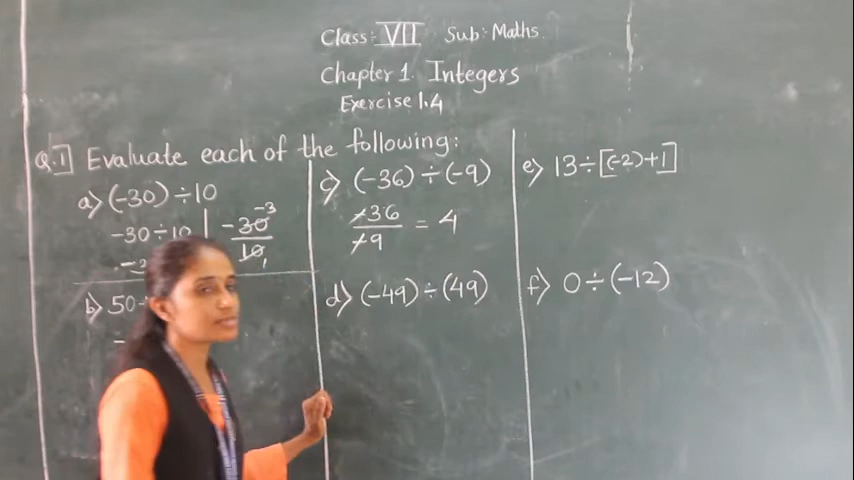 Class:- VII Sub:- Maths.
Chapter 1. Integers
Exercise 1.4
Q.1] Evaluate each of the following:
a) (-30) ÷ 10
-30 ÷ 10
-30 -3
10 1
b) 50
-
c) (-36) ÷ (-9)
-36
-9
= 4
d) (-49) ÷ (49)
e) 13 ÷ [(-2)+1]
f) 0 ÷ (-12)